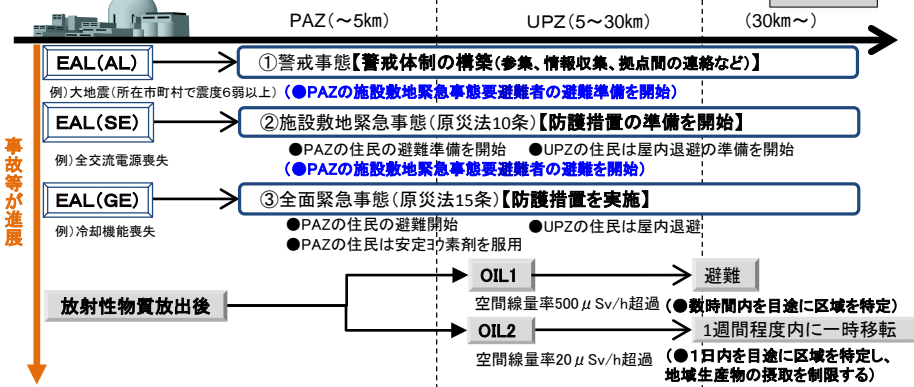 PAZ(~5km)
UPZ(5~30km)
(30km~)
EAL(AL)
①警戒事態【警戒体制の構築(参集、情報収集、拠点間の連絡など)】
例)大地震(所在市町村で震度6弱以上)
(●PAZの施設敷地緊急事態要避難者の避難準備を開始)
EAL(SE)
②施設敷地緊急事態(原災法10条)【防護措置の準備を開始】
例)全交流電源喪失
●PAZの住民の避難準備を開始
●UPZの住民は屋内退避の準備を開始
(●PAZの施設敷地緊急事態要避難者の避難を開始)
事故等が進展
EAL(GE)
③全面緊急事態(原災法15条)【防護措置を実施】
例)冷却機能喪失
●PAZの住民の避難開始
●UPZの住民は屋内退避
●PAZの住民は安定ヨウ素剤を服用
放射性物質放出後
OIL1
避難
空間線量率500μSv/h超過
(●数時間内を目途に区域を特定)
OIL2
1週間程度内に一時移転
空間線量率20μSv/h超過
(●1日内を目途に区域を特定し、
地域生産物の摂取を制限する)